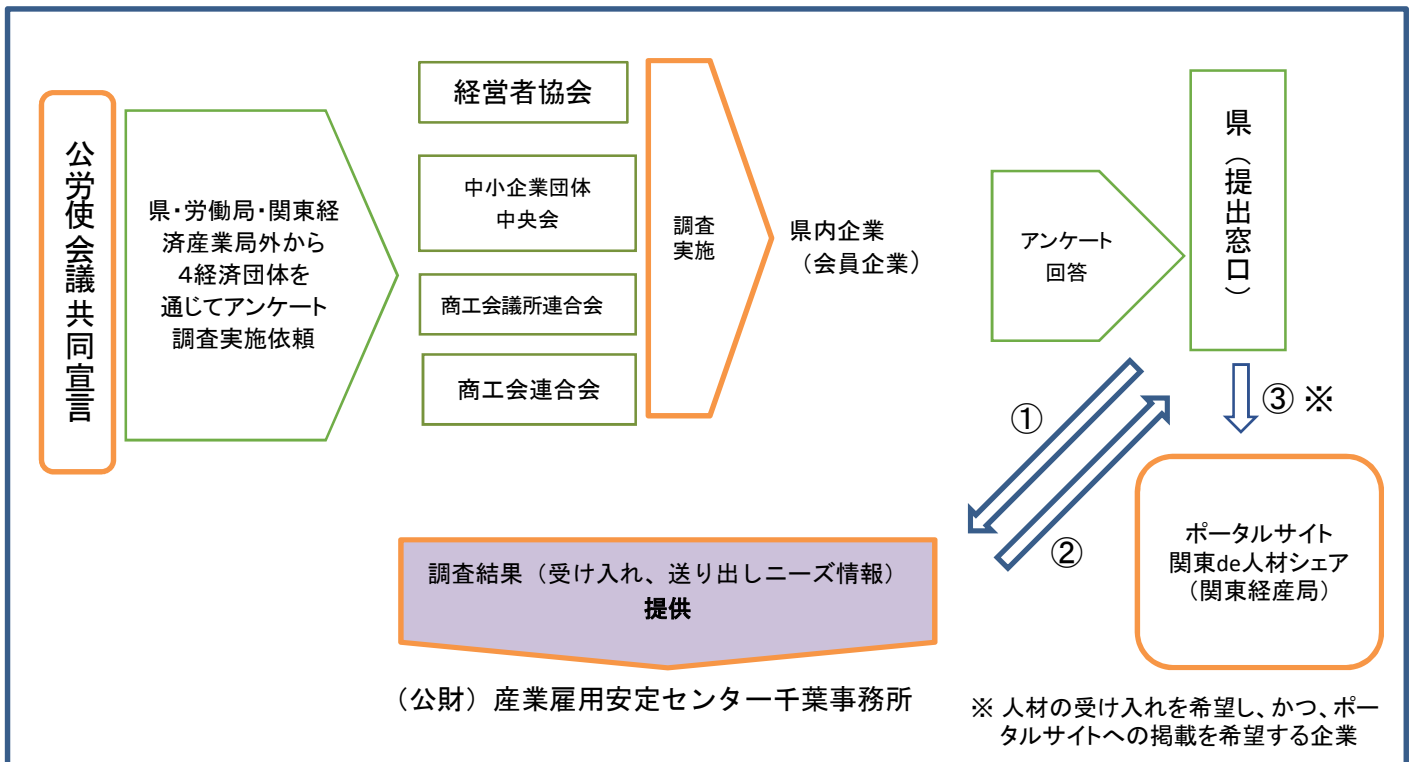 公労使会議共同宣言
県・労働局・関東経
済産業局外から
４経済団体を
通じてアンケート
調査実施依頼
経営者協会
中小企業団体
中央会
商工会議所連合会
商工会連合会
調査
実施
県内企業
（会員企業）
アンケート
回答
県（提出窓口）
①
②
③ ※
調査結果（受け入れ、送り出しニーズ情報）
提供
（公財）産業雇用安定センター千葉事務所
ポータルサイト
関東de人材シェア
（関東経産局）
※ 人材の受け入れを希望し、かつ、ポー
タルサイトへの掲載を希望する企業